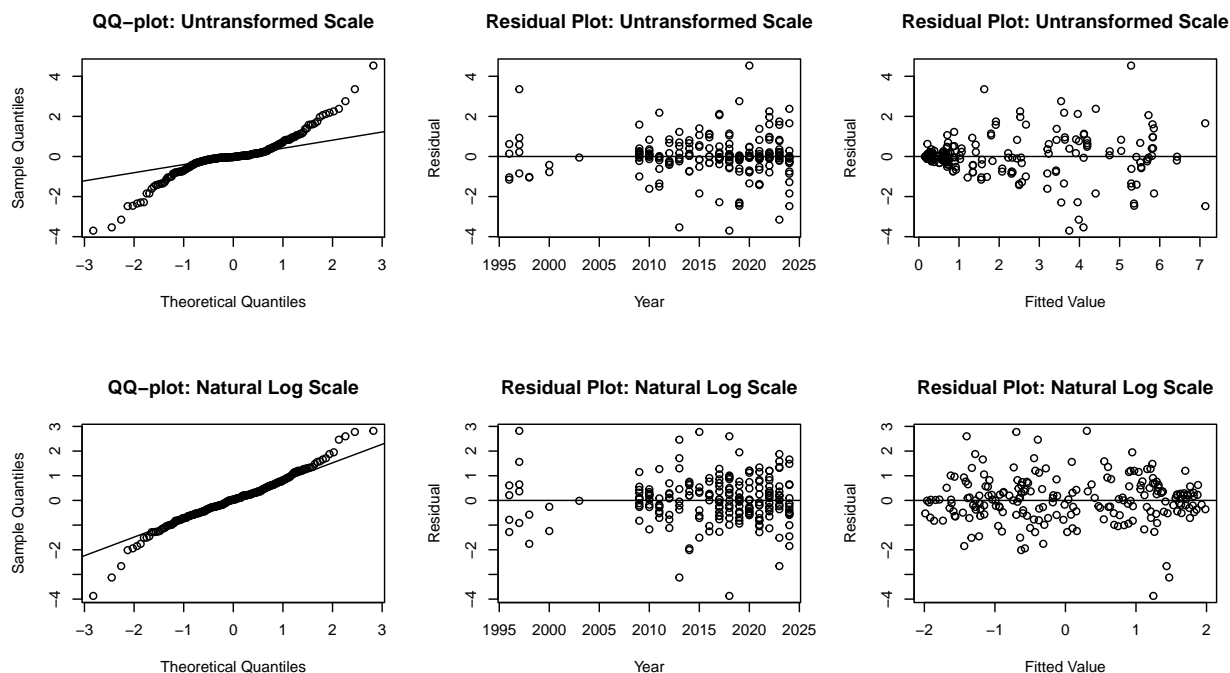 QQ−plot: Untransformed Scale
Sample Quantiles
4
2
0
−2
−4
−3 −2 −1 0 1 2 3
Theoretical Quantiles
Residual Plot: Untransformed Scale
Residual
4
2
0
−2
−4
1995 2000 2005 2010 2015 2020 2025
Year
Residual Plot: Untransformed Scale
Residual
4
2
0
−2
−4
0 1 2 3 4 5 6 7
Fitted Value
QQ−plot: Natural Log Scale
Sample Quantiles
3
2
1
0
−2
−4
−3 −2 −1 0 1 2 3
Theoretical Quantiles
Residual Plot: Natural Log Scale
Residual
3
2
1
0
−2
−4
1995 2000 2005 2010 2015 2020 2025
Year
Residual Plot: Natural Log Scale
Residual
3
2
1
0
−2
−4
−2 −1 0 1 2
Fitted Value